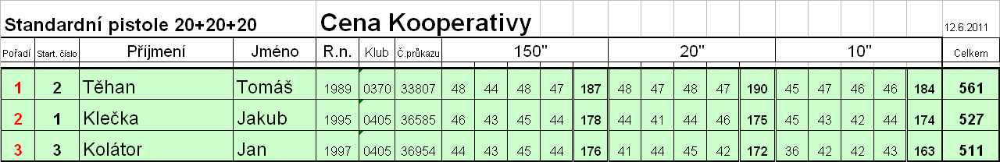 Standardní pistole 20+20+20 Cena Kooperativy 12.6.2011
Pořadí Start. číslo Příjmení Jméno R.n. Klub Č.průkazu 150" 20" 10" Celkem
1 2 Těhan Tomáš 1989 0370 33807 48 44 48 47 187 48 47 48 47 190 45 47 46 46 184 561
2 1 Klečka Jakub 1995 0405 36585 46 43 45 44 178 44 41 44 46 175 45 43 42 44 174 527
3 3 Kolátor Jan 1997 0405 36954 44 43 45 44 176 41 44 45 42 172 36 42 42 43 163 511